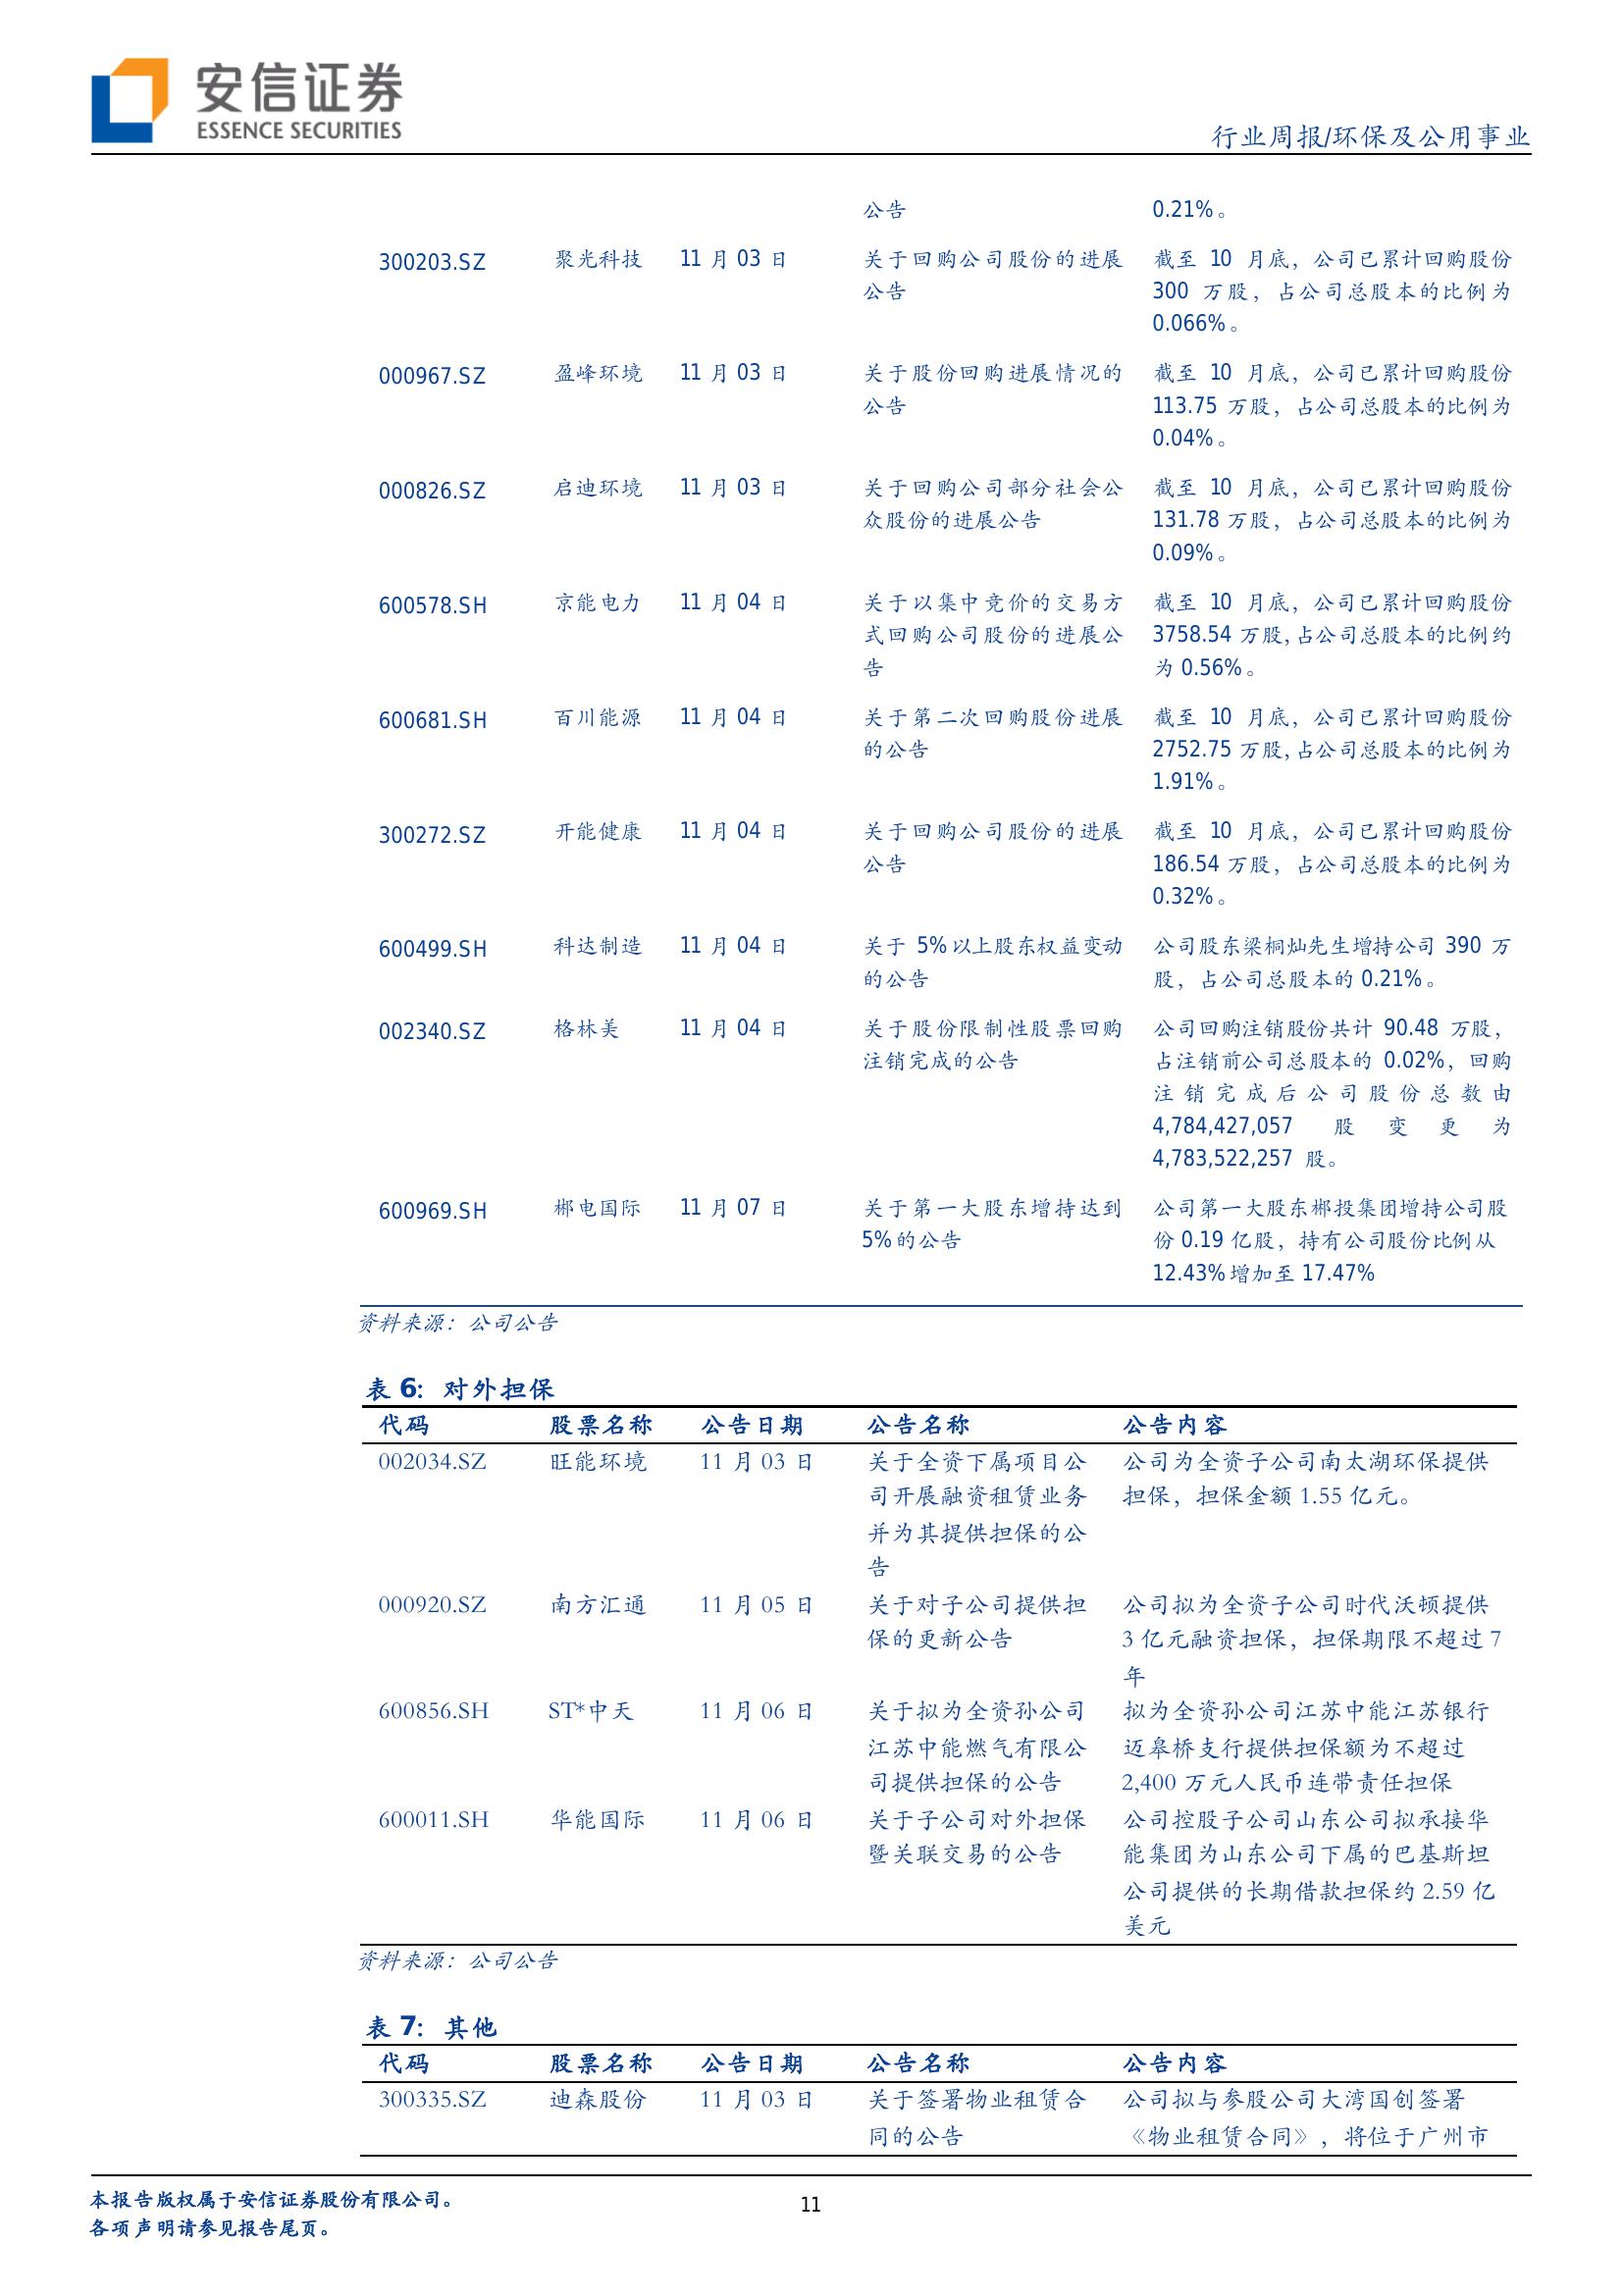 安信证券
ESSENCE SECURITIES
行业周报/环保及公用事业
公告 0.21%。
300203.SZ 聚光科技 11 月 03 日 关于回购公司股份的进展 截至 10 月底，公司已累计回购股份
公告 300 万股，占公司总股本的比例为
0.066%。
000967.SZ 盈峰环境 11 月 03 日 关于股份回购进展情况的 截至 10 月底，公司已累计回购股份
公告 113.75 万股，占公司总股本的比例为
0.04%。
000826.SZ 启迪环境 11 月 03 日 关于回购公司部分社会公 截至 10 月底，公司已累计回购股份
众股份的进展公告 131.78 万股，占公司总股本的比例为
0.09%。
600578.SH 京能电力 11 月 04 日 关于以集中竞价的交易方 截至 10 月底，公司已累计回购股份
式回购公司股份的进展公 3758.54 万股，占公司总股本的比例约
告 为 0.56%。
600681.SH 百川能源 11 月 04 日 关于第二次回购股份进展 截至 10 月底，公司已累计回购股份
的公告 2752.75 万股，占公司总股本的比例为
1.91%。
300272.SZ 开能健康 11 月 04 日 关于回购公司股份的进展 截至 10 月底，公司已累计回购股份
公告 186.54 万股，占公司总股本的比例为
0.32%。
600499.SH 科达制造 11 月 04 日 关于 5%以上股东权益变动 公司股东梁桐灿先生增持公司 390 万
的公告 股，占公司总股本的 0.21%。
002340.SZ 格林美 11 月 04 日 关于股份限制性股票回购 公司回购注销股份共计 90.48 万股，
注销完成的公告 占注销前公司总股本的 0.02%，回购
注销完成后公司股份总数由
4,784,427,057 股变更为
4,783,522,257 股。
600969.SH 郴电国际 11 月 07 日 关于第一大股东增持达到 公司第一大股东郴投集团增持公司股
5%的公告 份 0.19 亿股，持有公司股份比例从
12.43%增加至 17.47%
资料来源：公司公告
表 6：对外担保
代码 股票名称 公告日期 公告名称 公告内容
002034.SZ 旺能环境 11 月 03 日 关于全资下属项目公 公司为全资子公司南太湖环保提供
司开展融资租赁业务 担保，担保金额 1.55 亿元。
并为其提供担保的公
告
000920.SZ 南方汇通 11 月 05 日 关于对子公司提供担 公司拟为全资子公司时代沃顿提供
保的更新公告 3 亿元融资担保，担保期限不超过 7
年
600856.SH ST*中天 11 月 06 日 关于拟为全资孙公司 拟为全资孙公司江苏中能江苏银行
江苏中能燃气有限公 迈皋桥支行提供担保额为不超过
司提供担保的公告 2,400 万元人民币连带责任担保
600011.SH 华能国际 11 月 06 日 关于子公司对外担保 公司控股子公司山东公司拟承接华
暨关联交易的公告 能集团为山东公司下属的巴基斯坦
公司提供的长期借款担保约 2.59 亿
美元
资料来源：公司公告
表 7：其他
代码 股票名称 公告日期 公告名称 公告内容
300335.SZ 迪森股份 11 月 03 日 关于签署物业租赁合 公司拟与参股公司大湾国创签署
同的公告 《物业租赁合同》，将位于广州市
本报告版权属于安信证券股份有限公司。
11
各项声明请参见报告尾页。